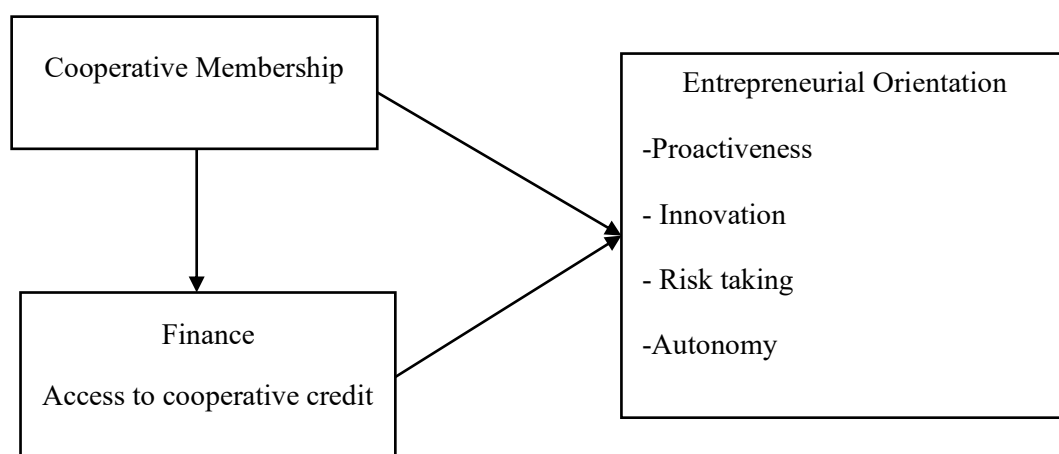 Cooperative Membership
Entrepreneurial Orientation
-Proactiveness
- Innovation
- Risk taking
-Autonomy
Finance
Access to cooperative credit